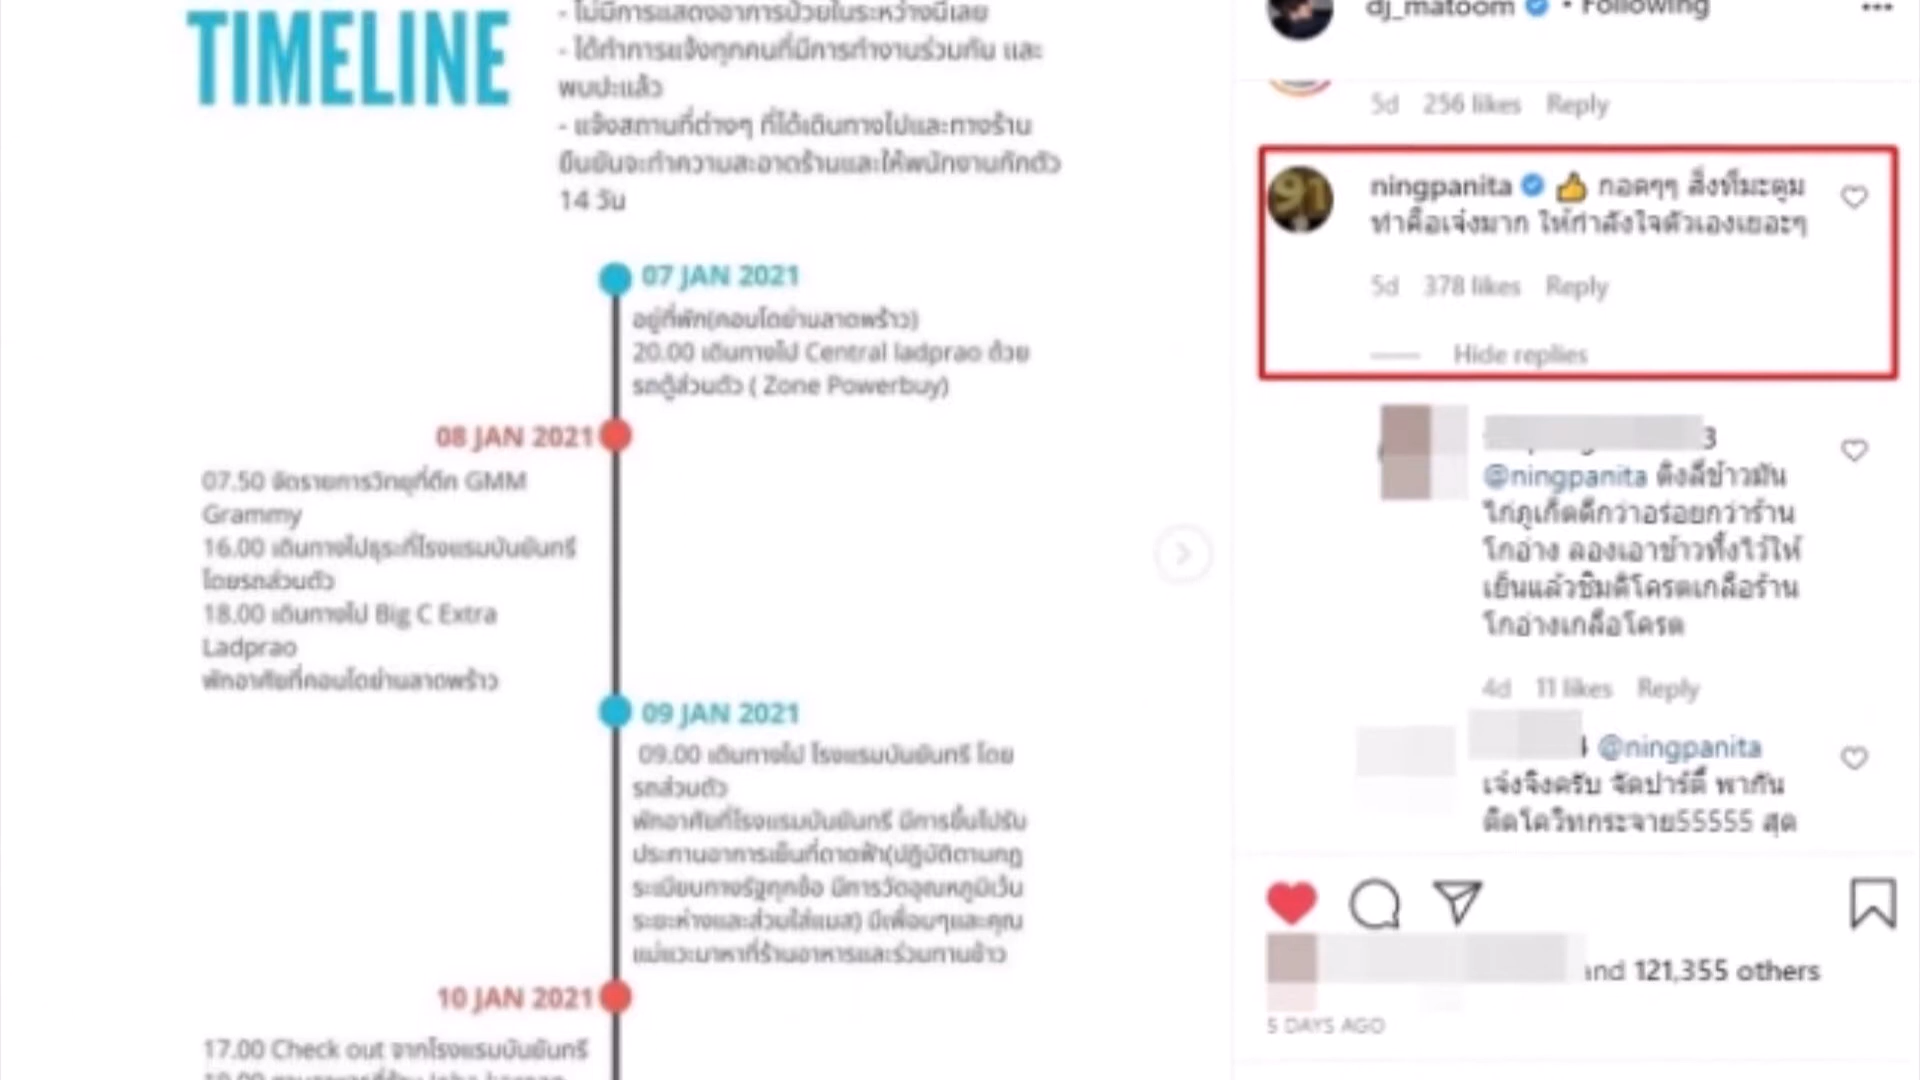 TIMELINE
- ไม่มีการแสดงอาการป่วยในระหว่างนี้เลย
- ได้ทำการแจ้งทุกคนที่มีการทำงานร่วมกัน และ
พบปะแล้ว
- แจ้งสถานที่ต่างๆ ที่ได้เดินทางไปและทางร้าน
ยืนยันจะทำความสะอาดร้านและให้พนักงานกักตัว
14 วัน
07 JAN 2021
อยู่ที่พัก(คอนโดย่านลาดพร้าว)
20.00 เดินทางไป Central ladprao ด้วย
รถตู้ส่วนตัว ( Zone Powerbuy)
08 JAN 2021
07.50 จัดรายการวิทยุที่ตึก GMM
Grammy
16.00 เดินทางไปธุระที่โรงแรมบันยันทรี
โดยรถส่วนตัว
18.00 เดินทางไป Big C Extra
Ladprao
พักอาศัยที่คอนโดย่านลาดพร้าว
09 JAN 2021
09.00 เดินทางไป โรงแรมบันยันทรี โดย
รถส่วนตัว
พักอาศัยที่โรงแรมบันยันทรี มีการขึ้นไปรับ
ประทานอาการเย็นที่ดาดฟ้า(ปฏิบัติตามกฏ
ระเบียบทางรัฐทุกข้อ มีการวัดอุณหภูมิเว้น
ระยะห่างและส่วมใส่แมส) มีเพื่อนๆและคุณ
แม่แวะมาหาที่ร้านอาหารและร่วมทานข้าว
10 JAN 2021
17.00 Check out จากโรงแรมบันยันทรี
dj_matoom • Following
5d 256 likes Reply
ningpanita 👍 กอดๆๆ สิ่งที่มะตูม
ทำคือเจ๋งมาก ให้กำลังใจตัวเองเยอะๆ
5d 378 likes Reply
Hide replies
3
@ningpanita ติงลี่ข้าวมัน
ไก่ภูเก็ตดีกว่าอร่อยกว่าร้าน
โกอ่าง ลองเอาข้าวทิ้งไว้ให้
เย็นแล้วชิมดิโครตเกลือร้าน
โกอ่างเกลือโครต
4d 11 likes Reply
@ningpanita
เจ๋งจิงครับ จัดปาร์ตี้ พากัน
ติดโควิทกระจาย55555 สุด
and 121,355 others
5 DAYS AGO